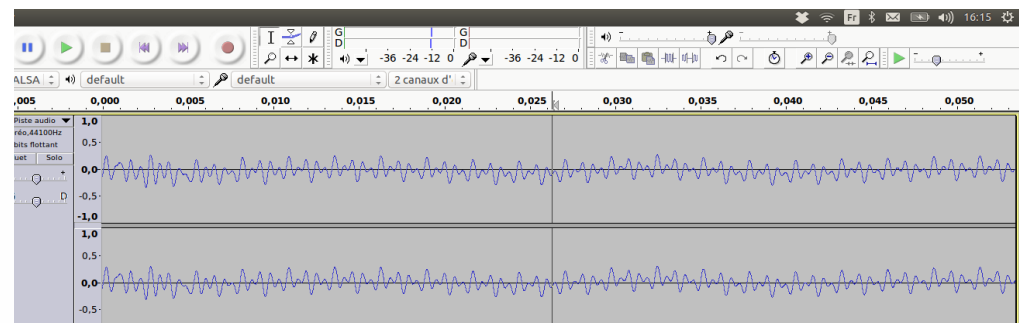 Fr 16:15
G
D
G
D
-36 -24 -12 0
-36 -24 -12 0
ALSA default default 2 canaux d'
,005 0,000 0,005 0,010 0,015 0,020 0,025 0,030 0,035 0,040 0,045 0,050
Piste audio
réo,44100Hz
bits flottant
uet Solo
- +
D
1,0
0,5-
0,0-
-0,5-
-1,0
1,0
0,5-
0,0-
-0,5-